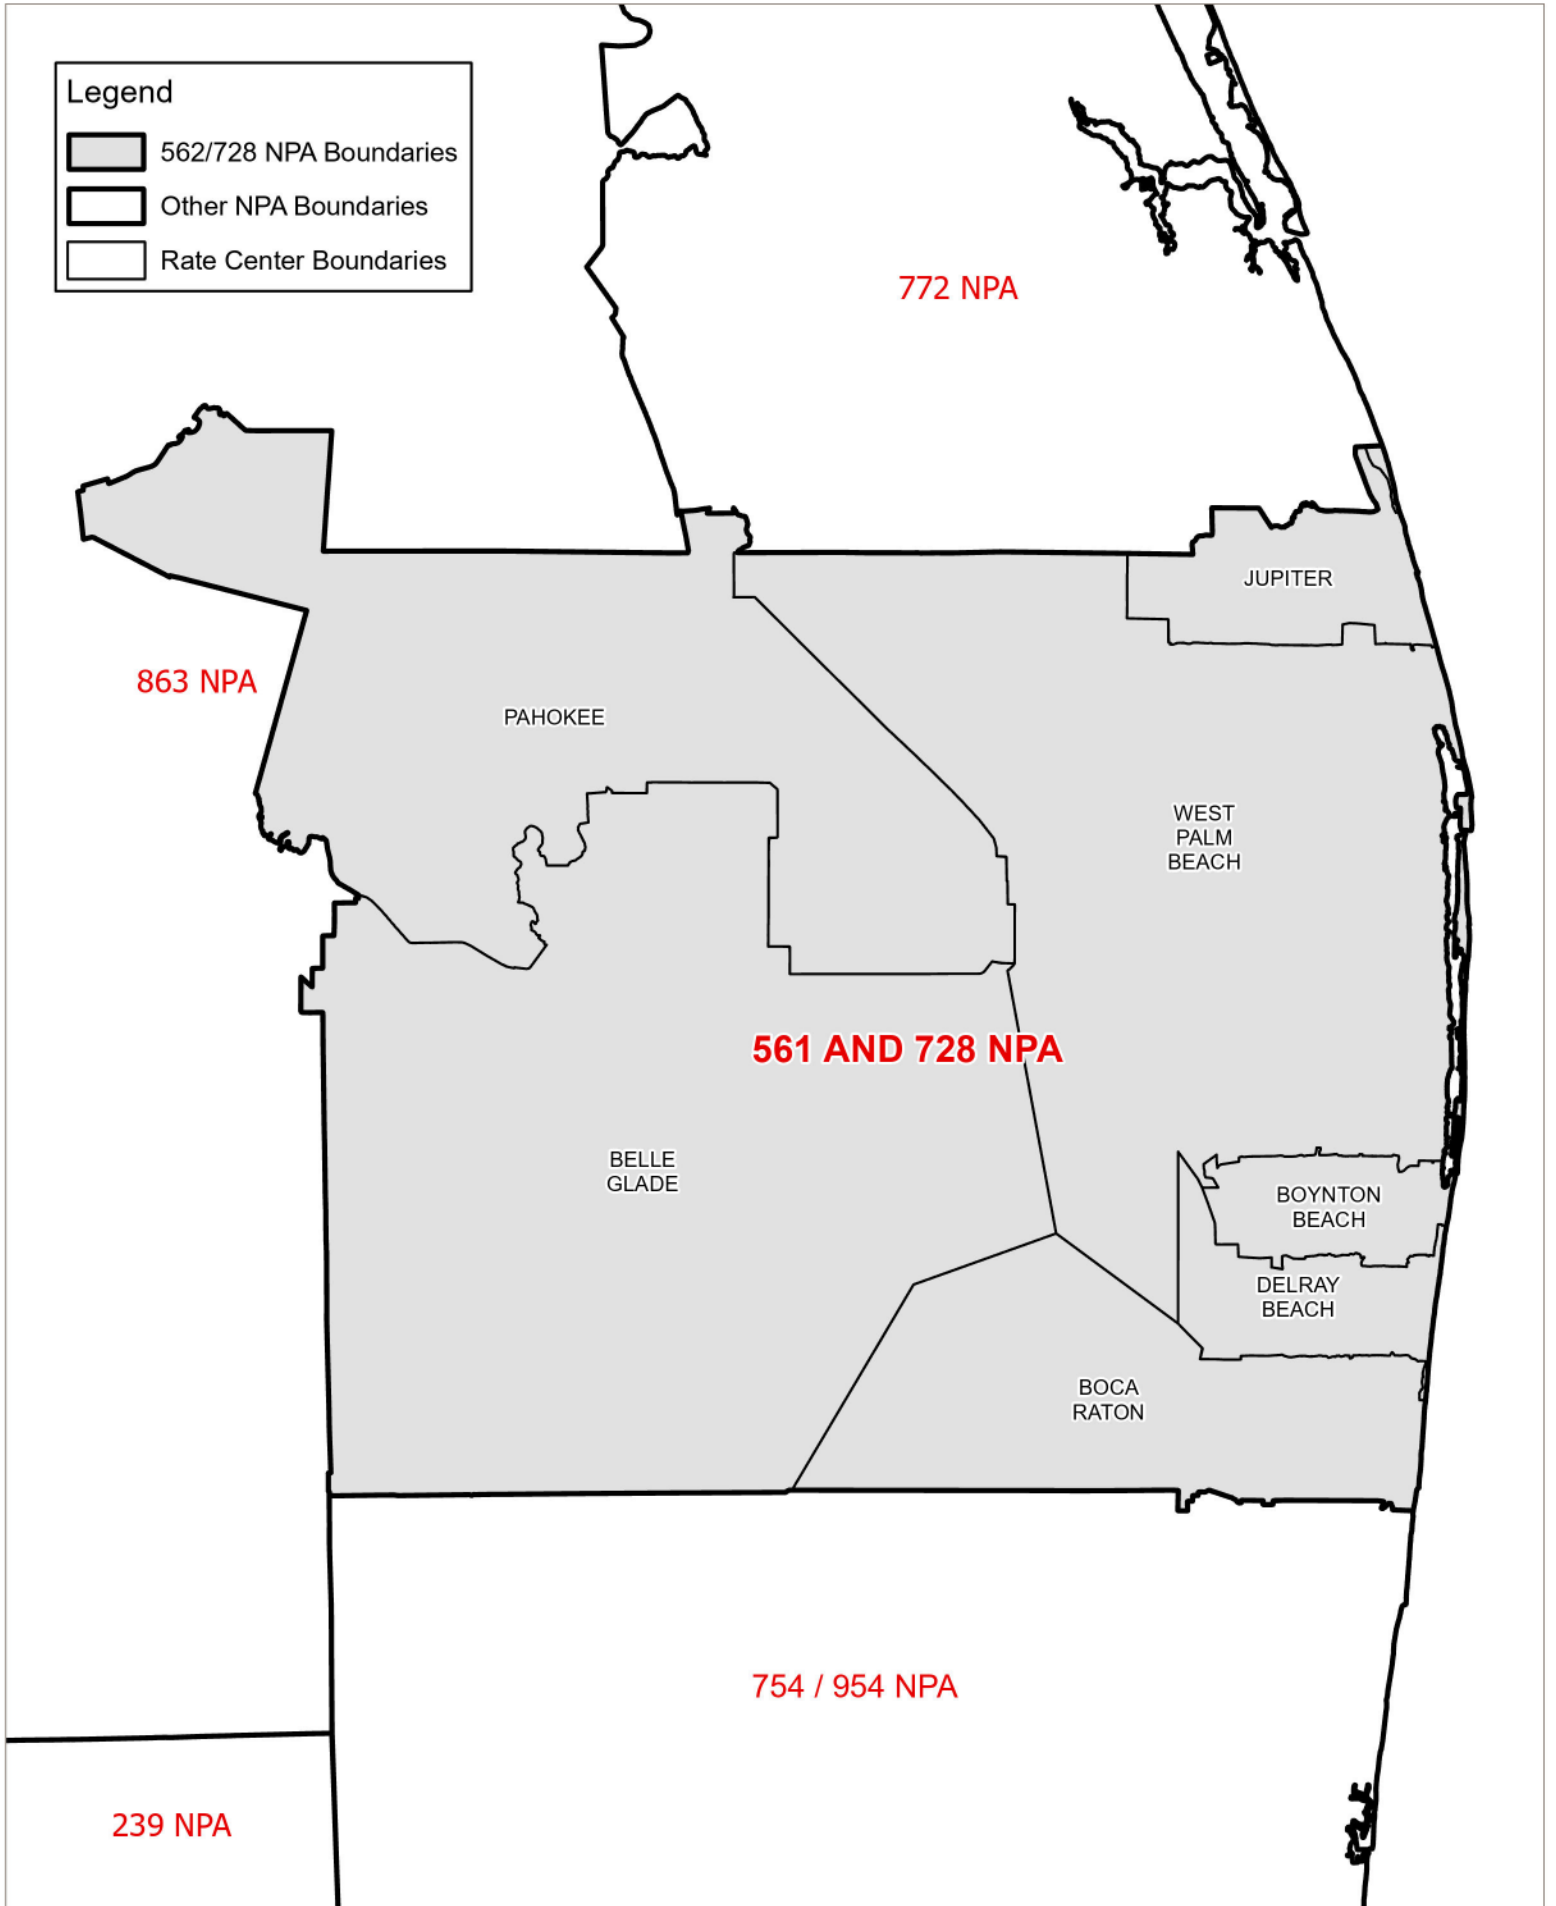 Legend
562/728 NPA Boundaries
Other NPA Boundaries
Rate Center Boundaries
772 NPA
JUPITER
863 NPA
PAHOKEE
WEST
PALM
BEACH
561 AND 728 NPA
BELLE
GLADE
BOYNTON
BEACH
DELRAY
BEACH
BOCA
RATON
754 / 954 NPA
239 NPA